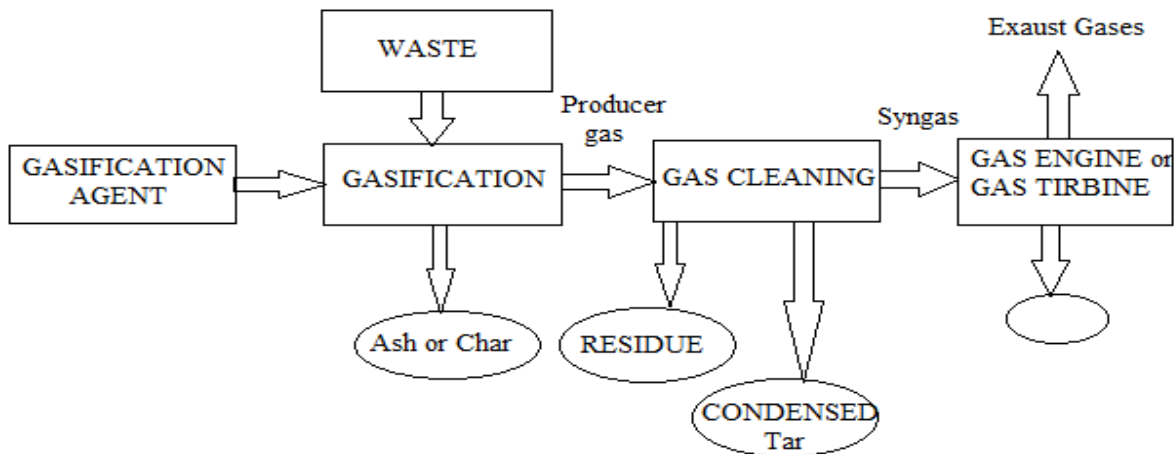 Exaust Gases
WASTE
Producer
gas
Syngas
GASIFICATION
AGENT
GASIFICATION
GAS CLEANING
GAS ENGINE or
GAS TIRBINE
Ash or Char
RESIDUE
CONDENSED
Tar